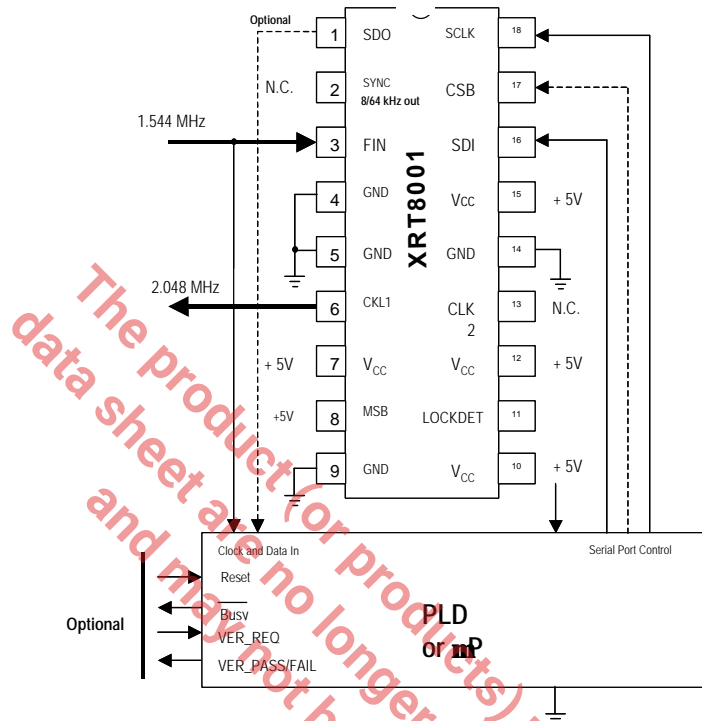 Optional
1 SDO SCLK 18
N.C. 2 SYNC 8/64 kHz out CSB 17
1.544 MHz
3 FIN SDI 16
4 GND Vcc 15 + 5V
XRT8001
5 GND GND 14
2.048 MHz
6 CKL1 CLK 2 13 N.C.
+ 5V 7 VCC VCC 12 + 5V
+5V 8 MSB LOCKDET 11
9 GND VCC 10 + 5V
Clock and Data In Serial Port Control
Reset
Busy
Optional
VER_REQ
VER_PASS/FAIL
PLD
or mP
The product (or products)
data sheet are no longer
and may not b